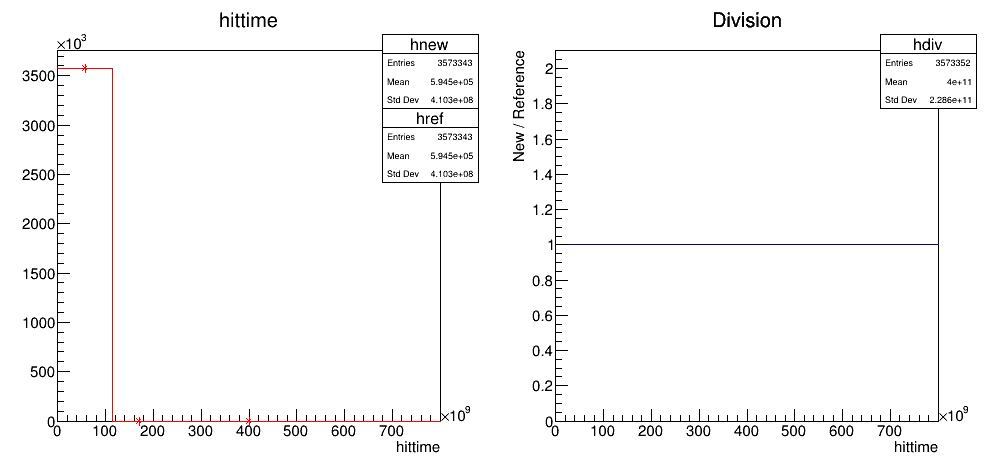 hittime
×10³
hnew
Entries 3573343
Mean 5.945e+05
Std Dev 4.103e+08
href
Entries 3573343
Mean 5.945e+05
Std Dev 4.103e+08
3500
3000
2500
2000
1500
1000
500
0
0 100 200 300 400 500 600 700
×10⁹
hittime
Division
hdiv
Entries 3573352
Mean 4e+11
Std Dev 2.286e+11
New / Reference
2
1.8
1.6
1.4
1.2
1
0.8
0.6
0.4
0.2
0
0 100 200 300 400 500 600 700
×10⁹
hittime